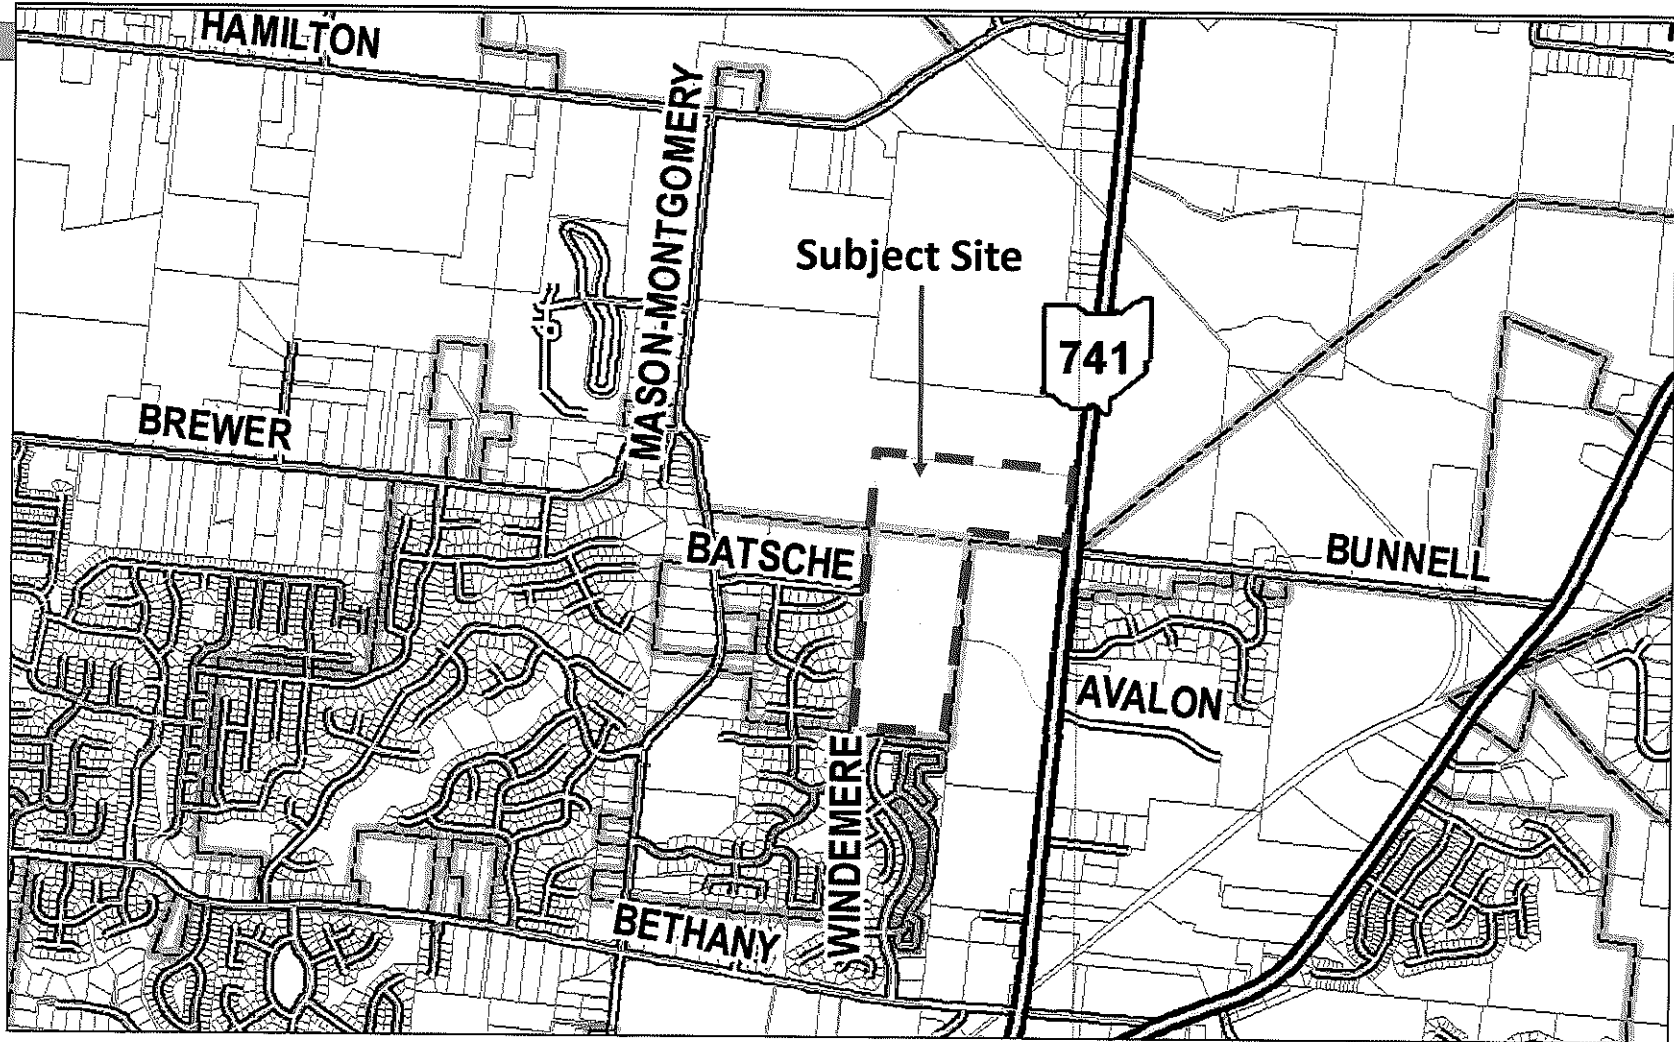 HAMILTON
MASON-MONTGOMERY
Subject Site
741
BREWER
BATSCHE
BUNNELL
AVALON
WINDEMERE
BETHANY